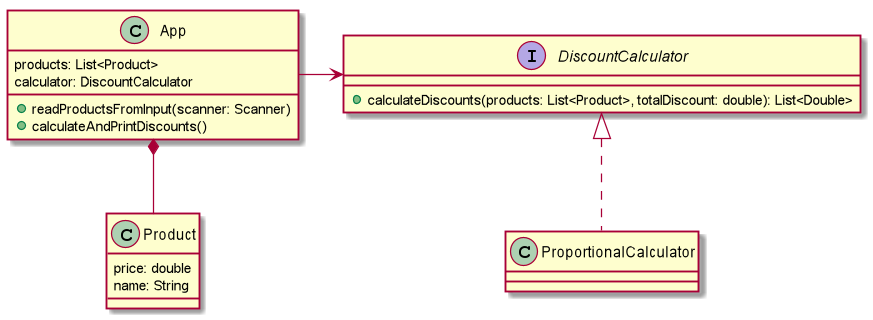 C App
products: List<Product>
calculator: DiscountCalculator
readProductsFromInput(scanner: Scanner)
calculateAndPrintDiscounts()
I DiscountCalculator
calculateDiscounts(products: List<Product>, totalDiscount: double): List<Double>
C Product
price: double
name: String
C ProportionalCalculator